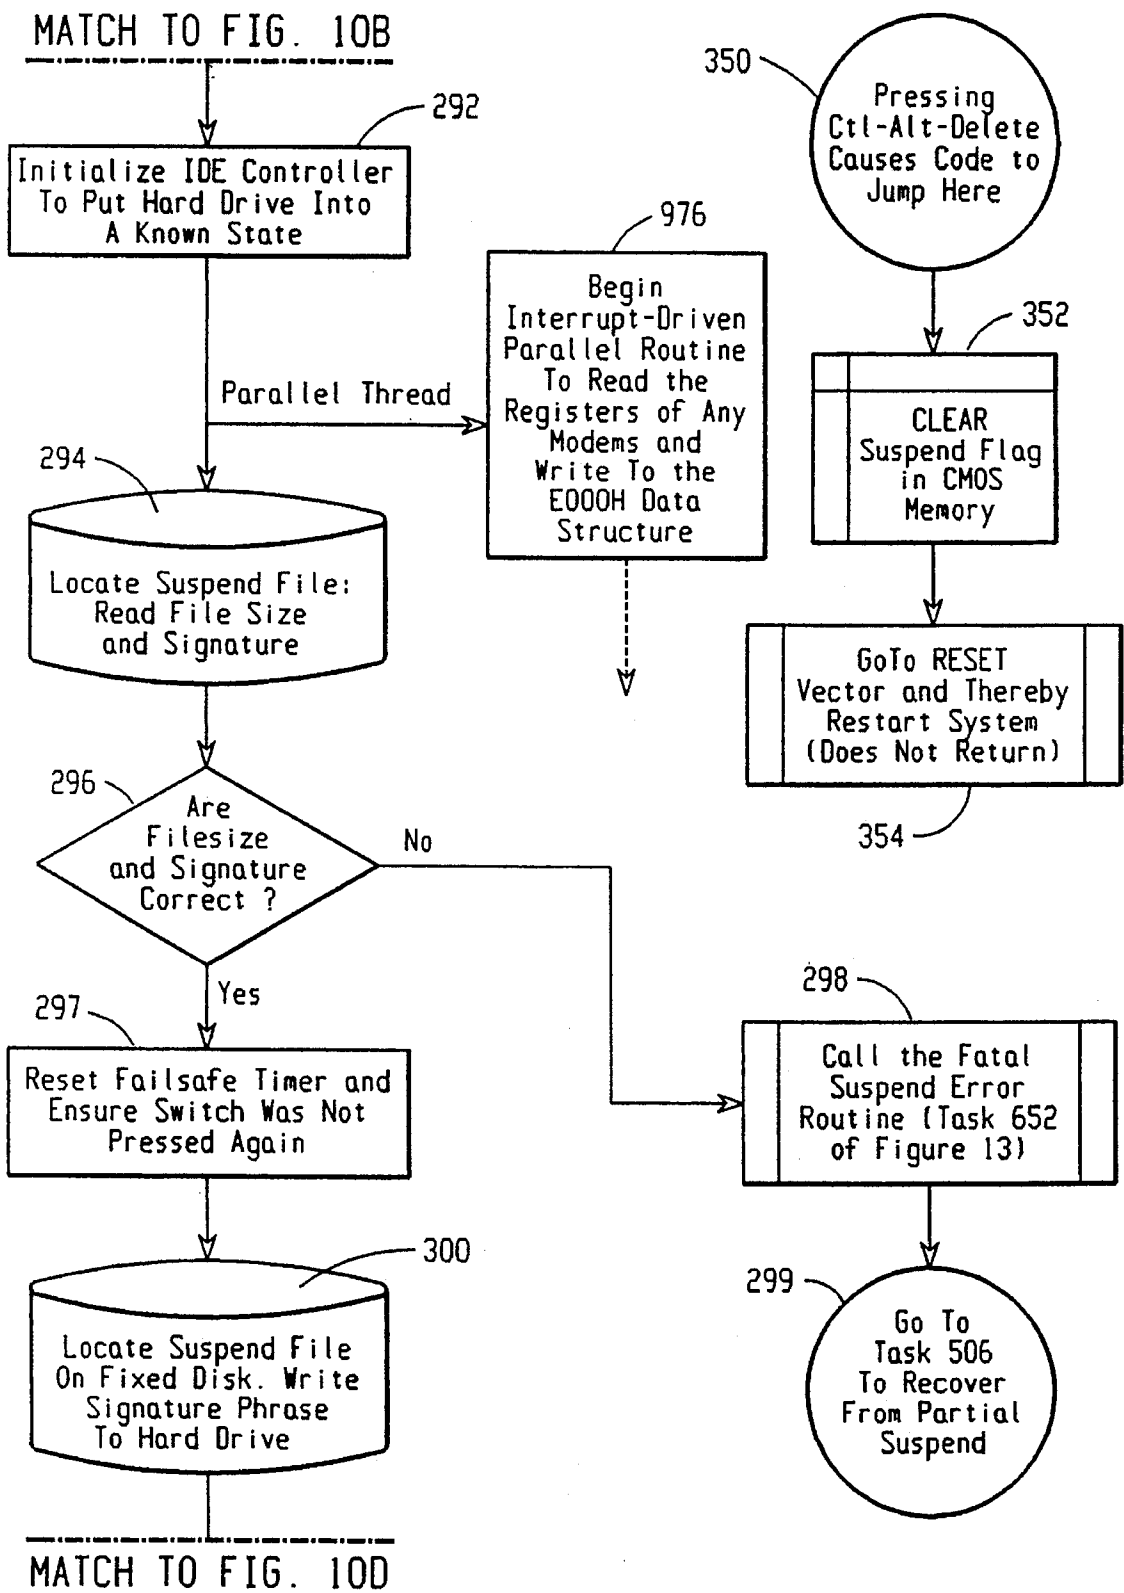 MATCH TO FIG. 10B
292
Initialize IDE Controller
To Put Hard Drive Into
A Known State
976
Begin
Interrupt-Driven
Parallel Routine
To Read the
Registers of Any
Modems and
Write To the
E000H Data
Structure
Parallel Thread
294
Locate Suspend File:
Read File Size
and Signature
296
Are
Filesize
and Signature
Correct ?
No
Yes
297
Reset Failsafe Timer and
Ensure Switch Was Not
Pressed Again
300
Locate Suspend File
On Fixed Disk. Write
Signature Phrase
To Hard Drive
MATCH TO FIG. 10D
350
Pressing
Ctl-Alt-Delete
Causes Code to
Jump Here
352
CLEAR
Suspend Flag
in CMOS
Memory
GoTo RESET
Vector and Thereby
Restart System
(Does Not Return)
354
298
Call the Fatal
Suspend Error
Routine (Task 652
of Figure 13)
299
Go To
Task 506
To Recover
From Partial
Suspend